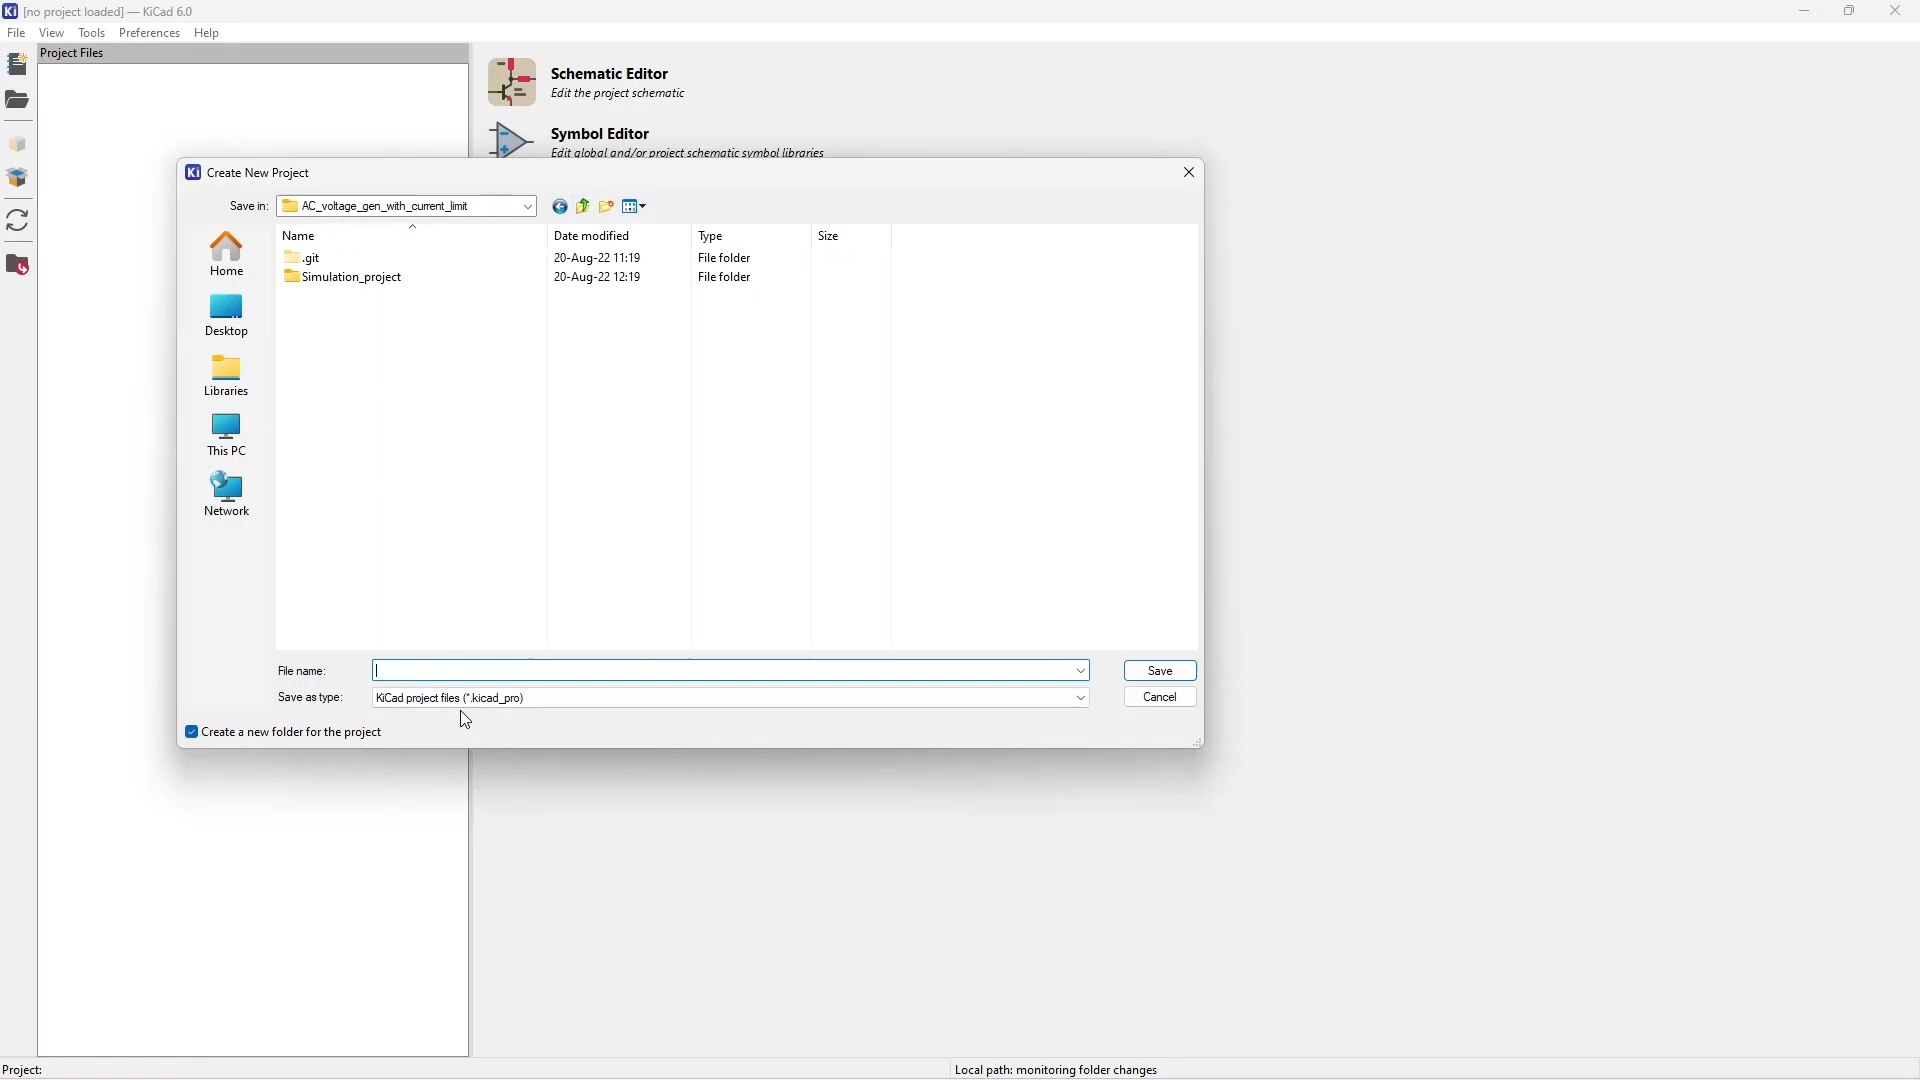 Ki [no project loaded] — KiCad 6.0
File View Tools Preferences Help
Project Files
Schematic Editor
Edit the project schematic
Symbol Editor
Edit global and/or project schematic symbol libraries
Ki Create New Project
Save in: AC_voltage_gen_with_current_limit
Name Date modified Type Size
.git 20-Aug-22 11:19 File folder
Simulation_project 20-Aug-22 12:19 File folder
Home
Desktop
Libraries
This PC
Network
File name: Save
Save as type: KiCad project files (*.kicad_pro) Cancel
Create a new folder for the project
Project: Local path: monitoring folder changes